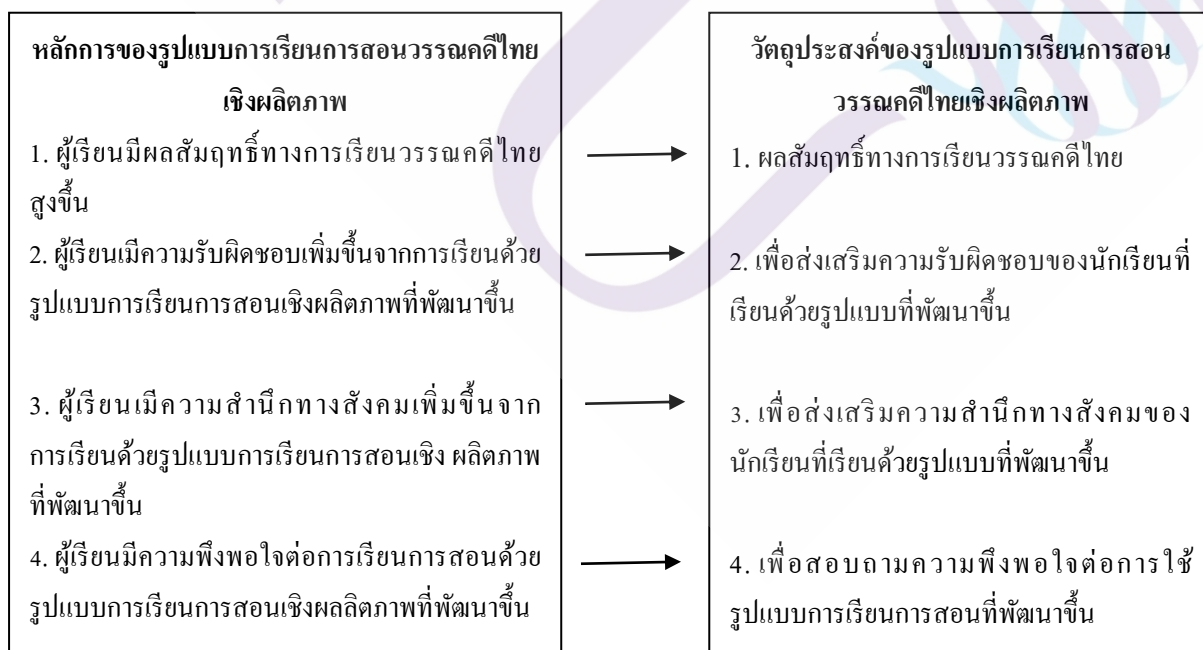 หลักการของรูปแบบการเรียนการสอนวรรณคดีไทย
เชิงผลิตภาพ
1. ผู้เรียนมีผลสัมฤทธิ์ทางการเรียนวรรณคดีไทย
สูงขึ้น
2. ผู้เรียนเมีความรับผิดชอบเพิ่มขึ้นจากการเรียนด้วย
รูปแบบการเรียนการสอนเชิงผลิตภาพที่พัฒนาขึ้น
3. ผู้เรียนเมีความสำนึกทางสังคมเพิ่มขึ้นจาก
การเรียนด้วยรูปแบบการเรียนการสอนเชิง ผลิตภาพ
ที่พัฒนาขึ้น
4. ผู้เรียนมีความพึงพอใจต่อการเรียนการสอนด้วย
รูปแบบการเรียนการสอนเชิงผลลิตภาพที่พัฒนาขึ้น
วัตถุประสงค์ของรูปแบบการเรียนการสอน
วรรณคดีไทยเชิงผลิตภาพ
1. ผลสัมฤทธิ์ทางการเรียนวรรณคดีไทย
2. เพื่อส่งเสริมความรับผิดชอบของนักเรียนที่
เรียนด้วยรูปแบบที่พัฒนาขึ้น
3. เพื่อส่งเสริมความสำนึกทางสังคมของ
นักเรียนที่เรียนด้วยรูปแบบที่พัฒนาขึ้น
4. เพื่อสอบถามความพึงพอใจต่อการใช้
รูปแบบการเรียนการสอนที่พัฒนาขึ้น